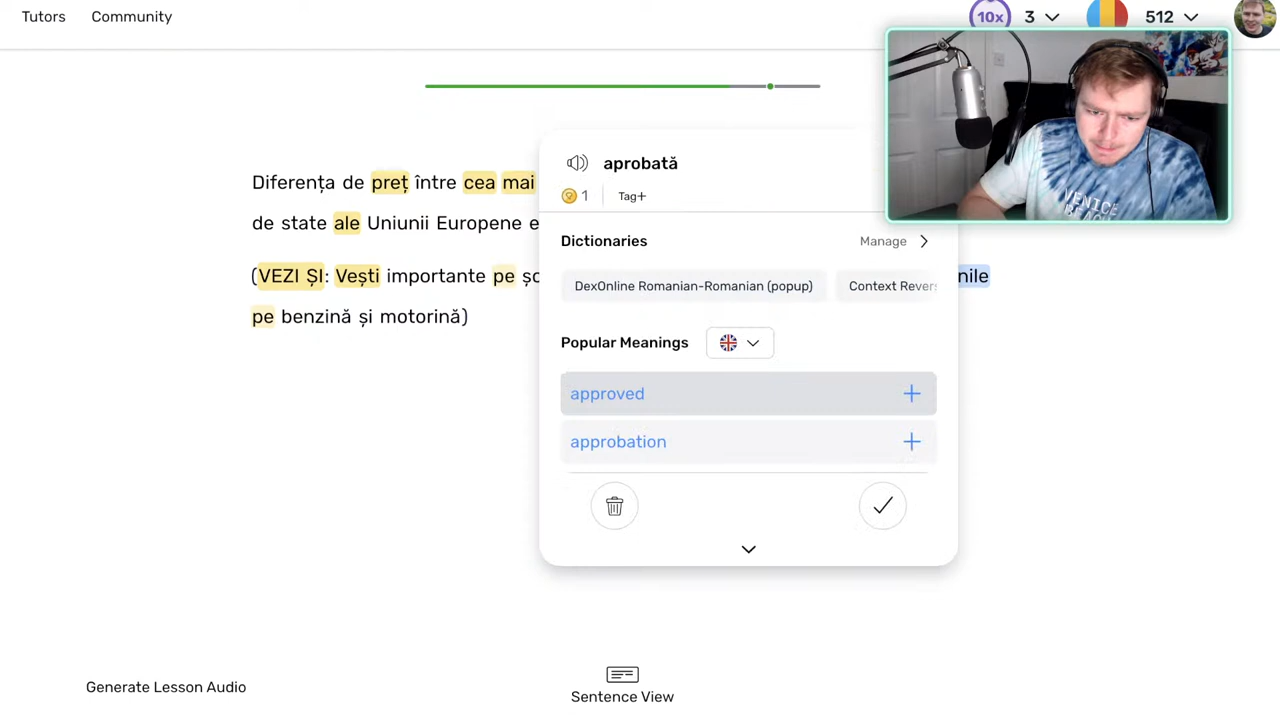 Tutors Community 10x 3 512
Diferența de preț între cea mai
de state ale Uniunii Europene e
(VEZI ȘI: Vești importante pe șo nile
pe benzină și motorină)
aprobată
1 Tag+
Dictionaries Manage
DexOnline Romanian-Romanian (popup) Context Revers
Popular Meanings
approved
approbation
VENICE
Generate Lesson Audio
Sentence View